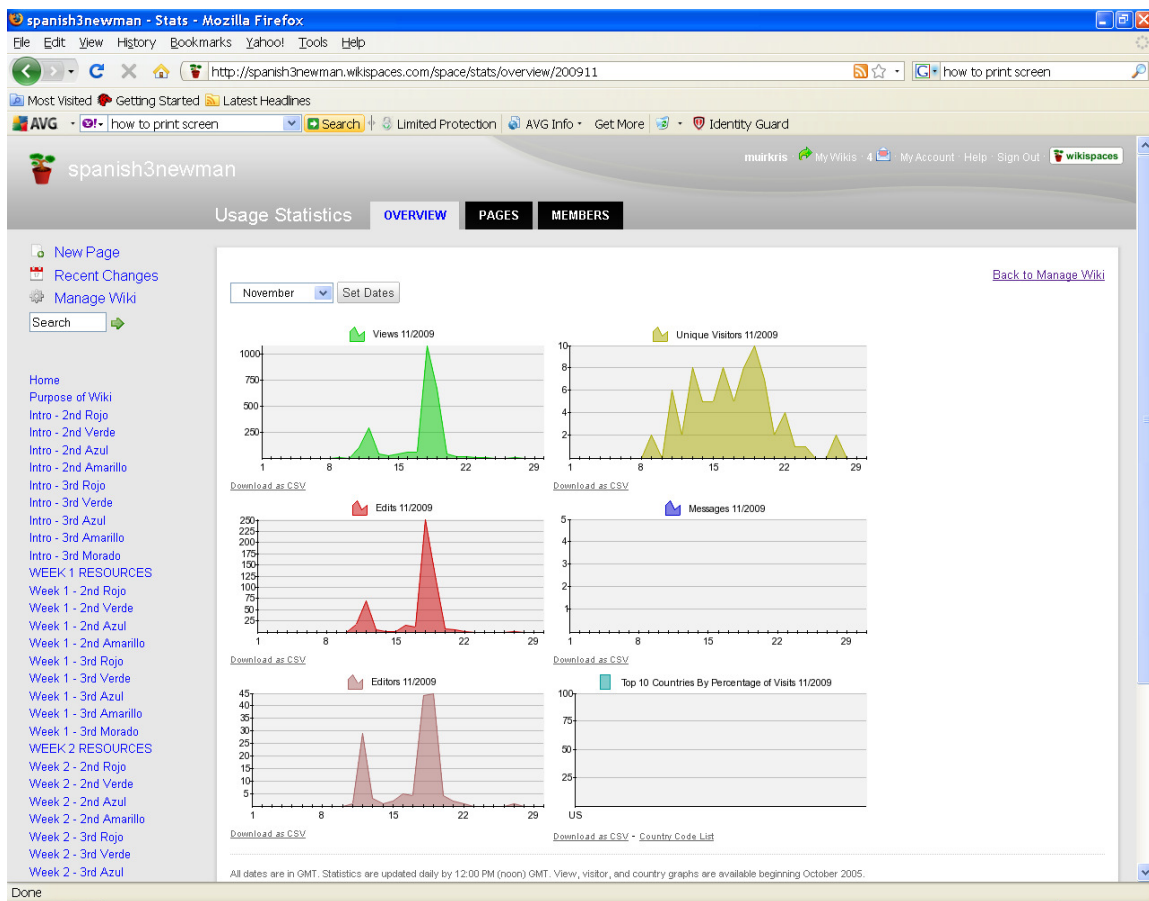 spanish3newman - Stats - Mozilla Firefox
File Edit View History Bookmarks Yahoo! Tools Help
http://spanish3newman.wikispaces.com/space/stats/overview/200911 how to print screen
Most Visited Getting Started Latest Headlines
AVG how to print screen Search Limited Protection AVG Info Get More Identity Guard
spanish3newman
muirkris · My Wikis · 4 · My Account · Help · Sign Out · wikispaces
Usage Statistics OVERVIEW PAGES MEMBERS
New Page
Recent Changes
Manage Wiki
Search
Home
Purpose of Wiki
Intro - 2nd Rojo
Intro - 2nd Verde
Intro - 2nd Azul
Intro - 2nd Amarillo
Intro - 3rd Rojo
Intro - 3rd Verde
Intro - 3rd Azul
Intro - 3rd Amarillo
Intro - 3rd Morado
WEEK 1 RESOURCES
Week 1 - 2nd Rojo
Week 1 - 2nd Verde
Week 1 - 2nd Azul
Week 1 - 2nd Amarillo
Week 1 - 3rd Rojo
Week 1 - 3rd Verde
Week 1 - 3rd Azul
Week 1 - 3rd Amarillo
Week 1 - 3rd Morado
WEEK 2 RESOURCES
Week 2 - 2nd Rojo
Week 2 - 2nd Verde
Week 2 - 2nd Azul
Week 2 - 2nd Amarillo
Week 2 - 3rd Rojo
Week 2 - 3rd Verde
Week 2 - 3rd Azul
Back to Manage Wiki
November Set Dates
Views 11/2009
1000
750
500
250
1 8 15 22 29
Download as CSV
Unique Visitors 11/2009
10
8
6
4
2
1 8 15 22 29
Download as CSV
Edits 11/2009
250
225
200
175
150
125
100
75
50
25
1 8 15 22 29
Download as CSV
Messages 11/2009
5
4
3
2
1
1 8 15 22 29
Download as CSV
Editors 11/2009
45
40
35
30
25
20
15
10
5
1 8 15 22 29
Download as CSV
Top 10 Countries By Percentage of Visits 11/2009
100
75
50
25
US
Download as CSV - Country Code List
All dates are in GMT. Statistics are updated daily by 12:00 PM (noon) GMT. View, visitor, and country graphs are available beginning October 2005.
Done